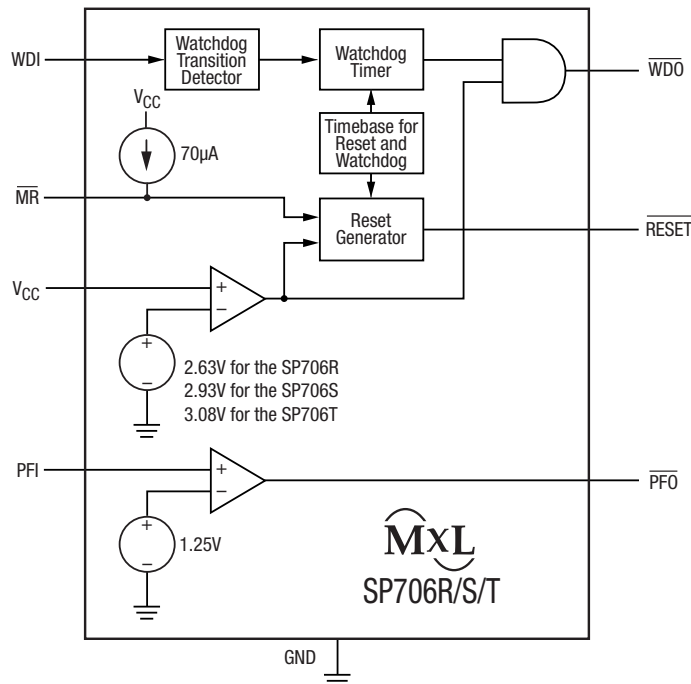 WDI
Watchdog
Transition
Detector
Watchdog
Timer
WDO
VCC
70µA
Timebase for
Reset and
Watchdog
MR
Reset
Generator
RESET
VCC
+
−
+
−
2.63V for the SP706R
2.93V for the SP706S
3.08V for the SP706T
PFI
+
−
PFO
+
−
1.25V
MxL
SP706R/S/T
GND